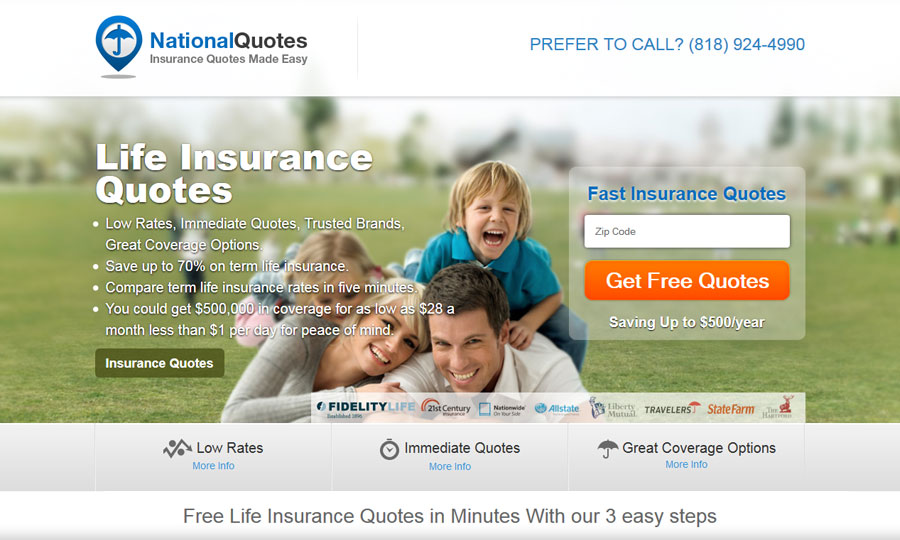 NationalQuotes
Insurance Quotes Made Easy
PREFER TO CALL? (818) 924-4990
Life Insurance
Quotes
Low Rates, Immediate Quotes, Trusted Brands,
Great Coverage Options.
Save up to 70% on term life insurance.
Compare term life insurance rates in five minutes.
You could get $500,000 in coverage for as low as $28 a
month less than $1 per day for peace of mind.
Insurance Quotes
Fast Insurance Quotes
Zip Code
Get Free Quotes
Saving Up to $500/year
FIDELITYLIFE
Established 1896
21st Century
Insurance
Nationwide
On Your Side
Allstate
Liberty
Mutual
TRAVELERS
State Farm
The
Hartford
Low Rates
More Info
Immediate Quotes
More Info
Great Coverage Options
More Info
Free Life Insurance Quotes in Minutes With our 3 easy steps